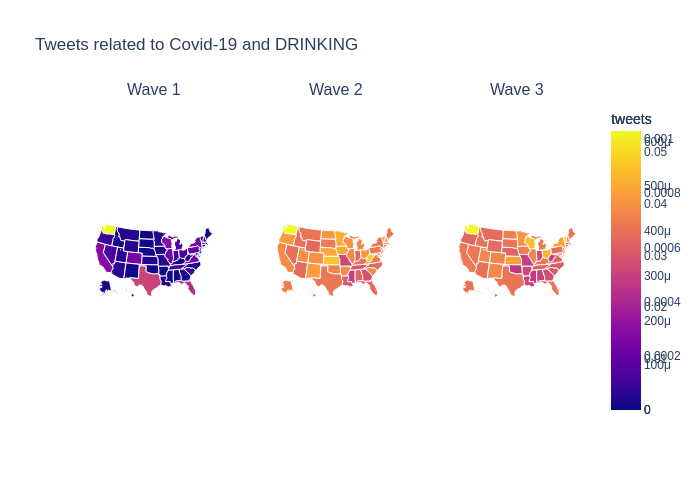 Tweets related to Covid-19 and DRINKING
Wave 1
Wave 2
Wave 3
tweets
0.001
600μ
0.05
500μ
0.0008
0.04
400μ
0.0006
0.03
300μ
0.0004
0.02
200μ
0.0002
0.01
100μ
0